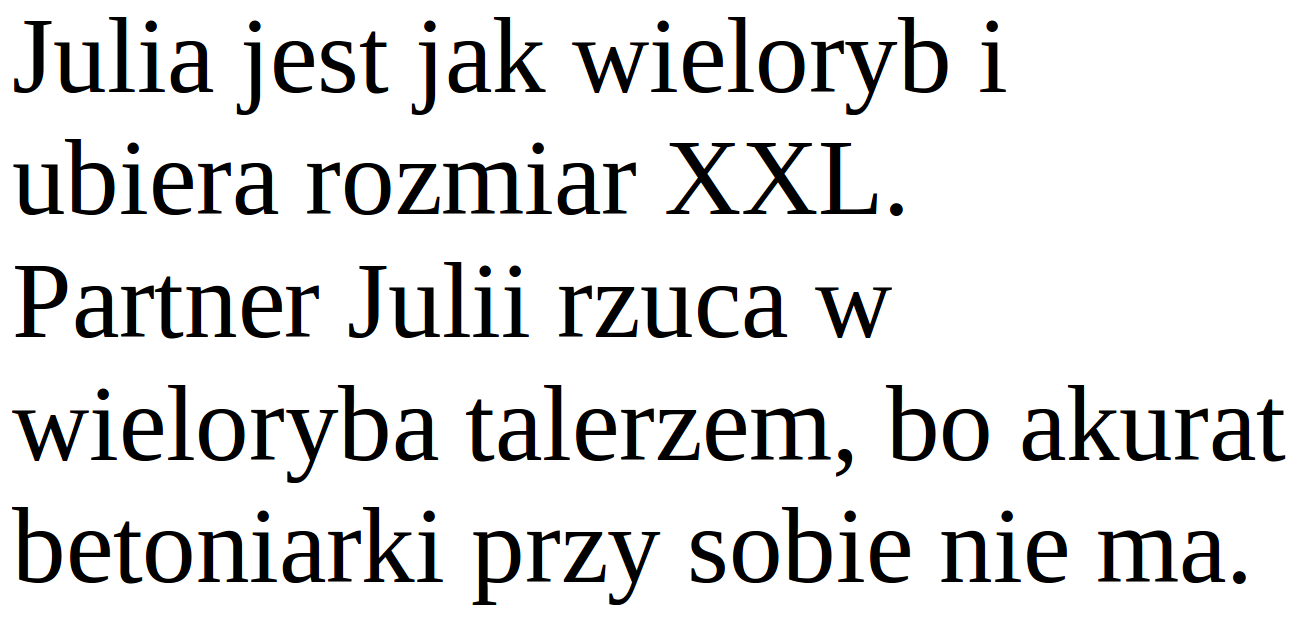 Julia jest jak wieloryb i
ubiera rozmiar XXL.
Partner Julii rzuca w
wieloryba talerzem, bo akurat
betoniarki przy sobie nie ma.